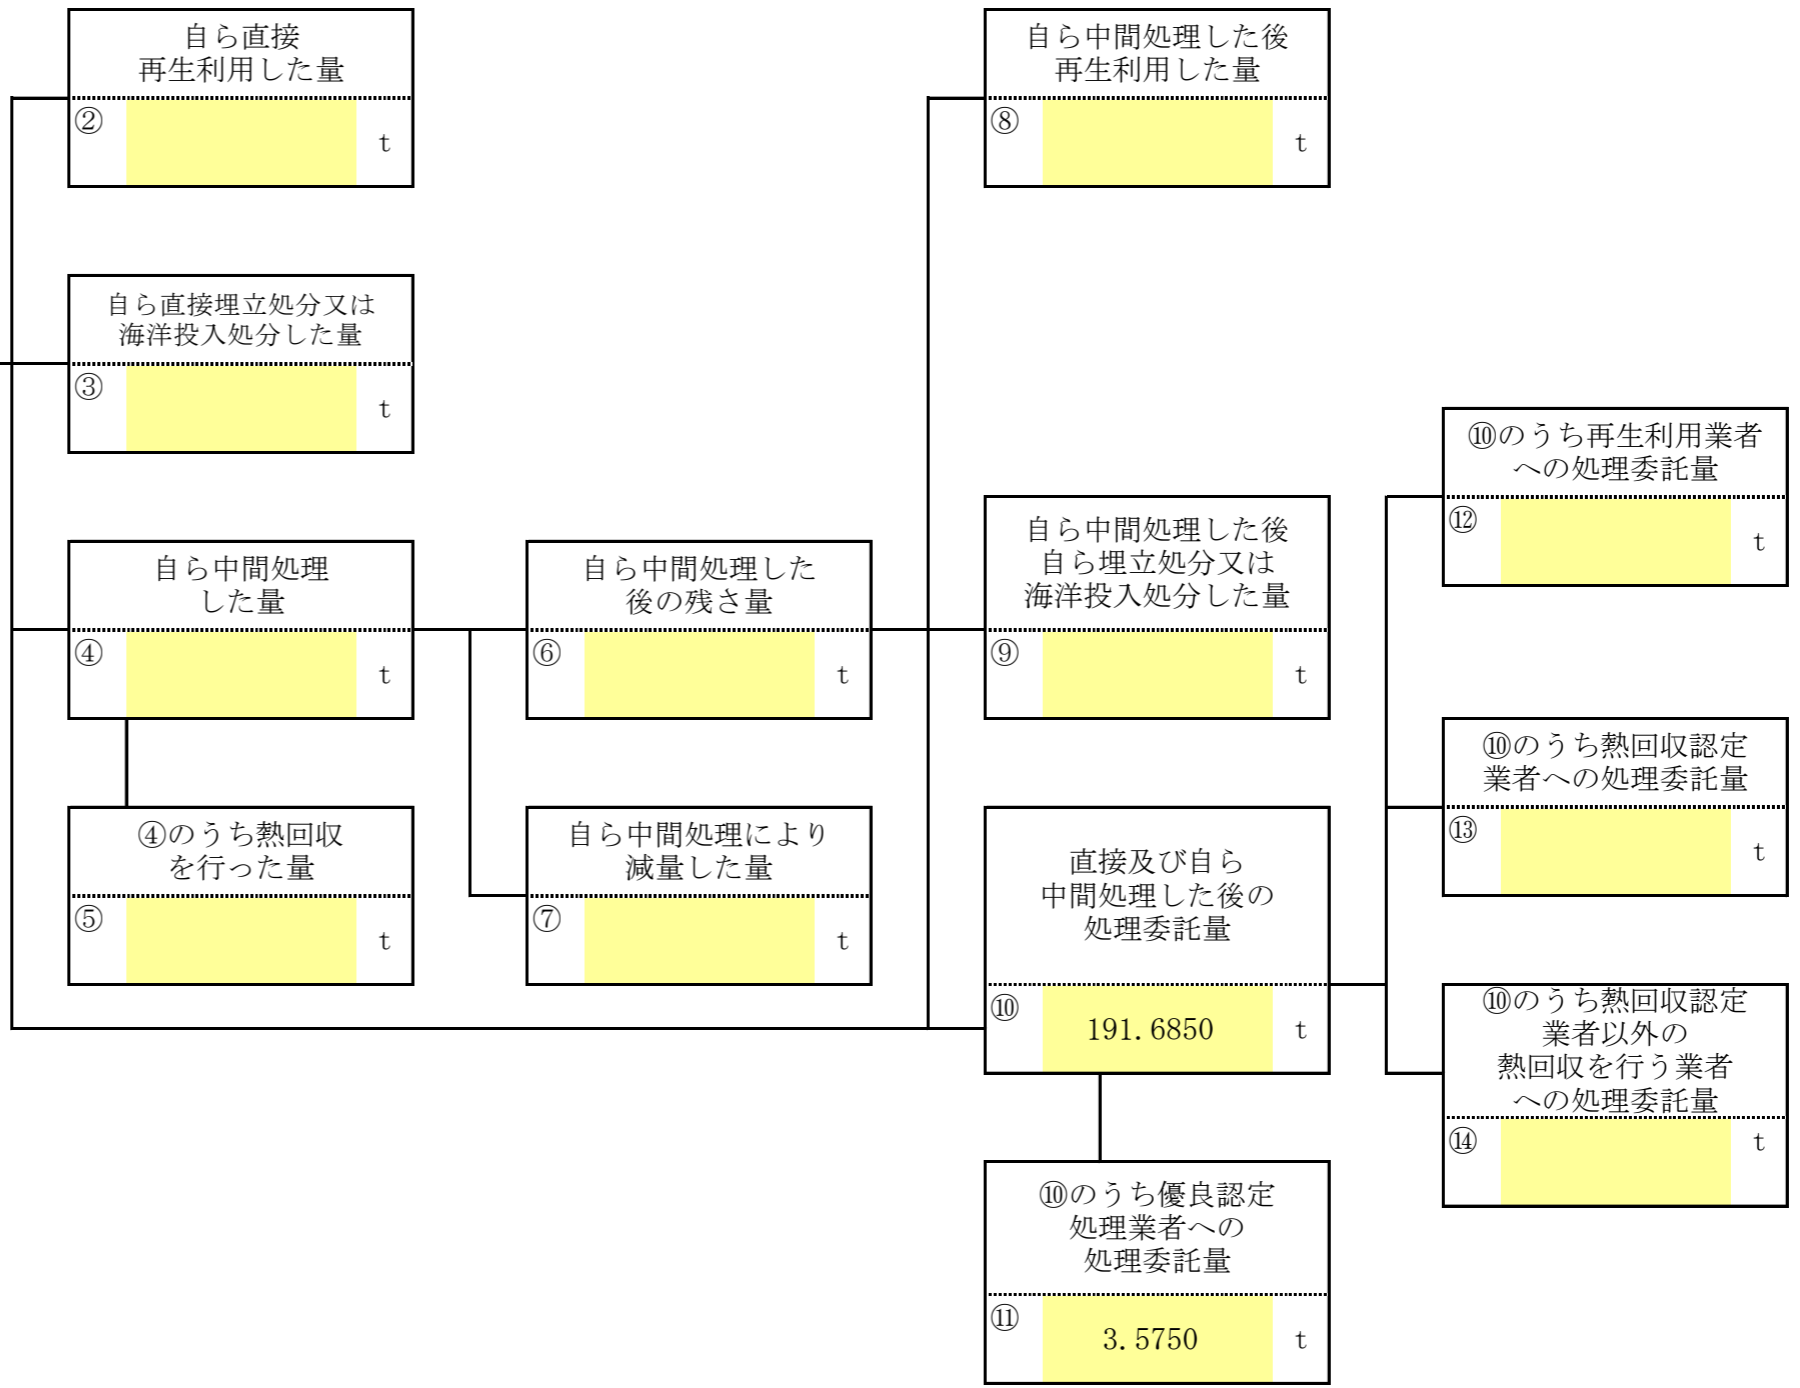 自ら直接
再生利用した量
②
t
自ら直接埋立処分又は
海洋投入処分した量
③
t
自ら中間処理
した量
④
t
④のうち熱回収
を行った量
⑤
t
自ら中間処理した
後の残さ量
⑥
t
自ら中間処理により
減量した量
⑦
t
自ら中間処理した後
再生利用した量
⑧
t
自ら中間処理した後
自ら埋立処分又は
海洋投入処分した量
⑨
t
直接及び自ら
中間処理した後の
処理委託量
⑩ 191.6850 t
⑩のうち優良認定
処理業者への
処理委託量
⑪ 3.5750 t
⑩のうち再生利用業者
への処理委託量
⑫
t
⑩のうち熱回収認定
業者への処理委託量
⑬
t
⑩のうち熱回収認定
業者以外の
熱回収を行う業者
への処理委託量
⑭
t